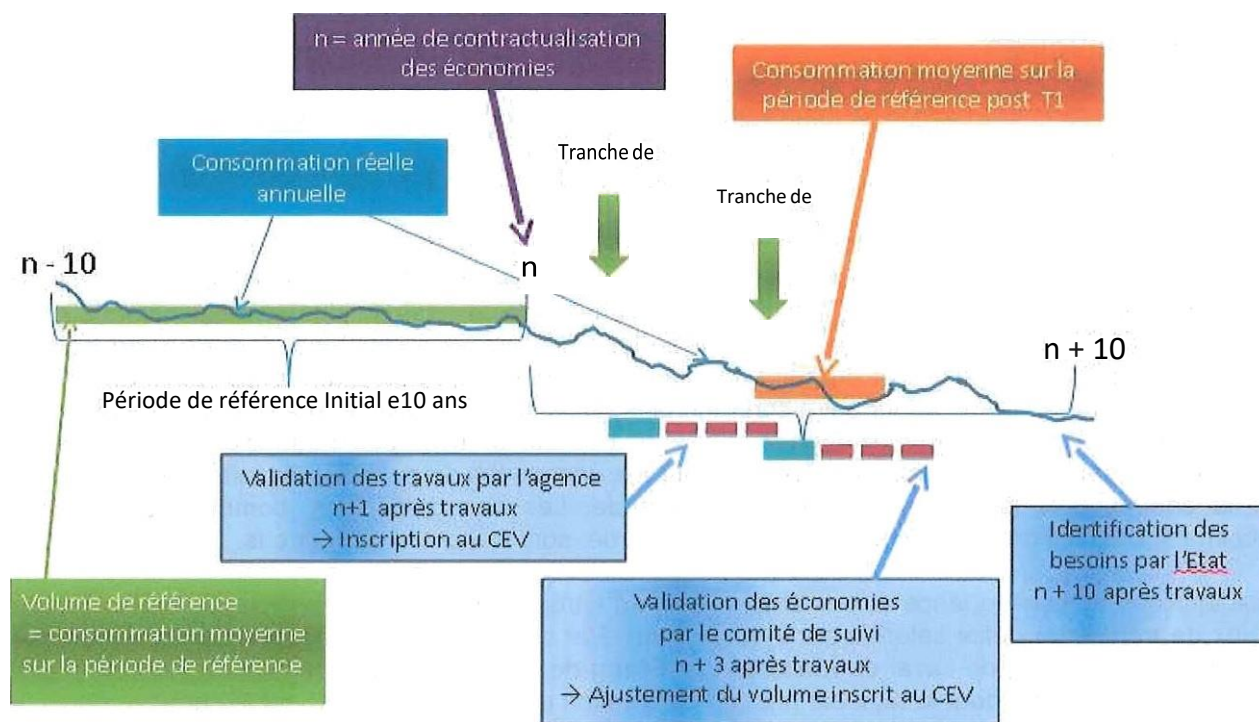 n = année de contractualisation
des économies
Consommation moyenne sur la
période de référence post T1
Consommation réelle
annuelle
Tranche de
Tranche de
n - 10
n
n + 10
Période de référence Initial e10 ans
Validation des travaux par l'agence
n+1 après travaux
→ Inscription au CEV
Identification des
besoins par l'Etat
n + 10 après travaux
Volume de référence
= consommation moyenne
sur la période de référence
Validation des économies
par le comité de suivi
n + 3 après travaux
→ Ajustement du volume inscrit au CEV